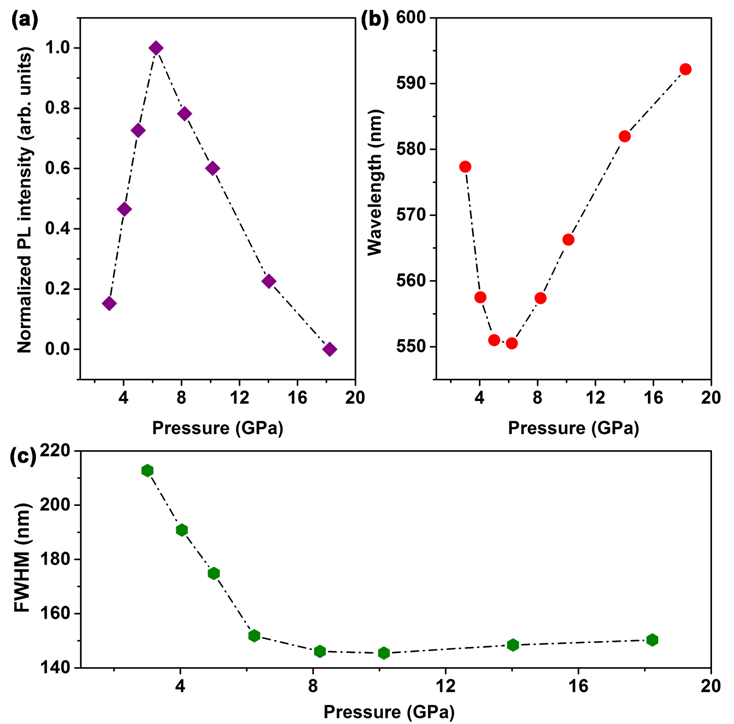 (a)
Normalized PL intensity (arb. units)
1.0
0.8
0.6
0.4
0.2
0.0
4 8 12 16 20
Pressure (GPa)
(b)
Wavelength (nm)
600
590
580
570
560
550
4 8 12 16 20
Pressure (GPa)
(c)
FWHM (nm)
220
200
180
160
140
4 8 12 16 20
Pressure (GPa)